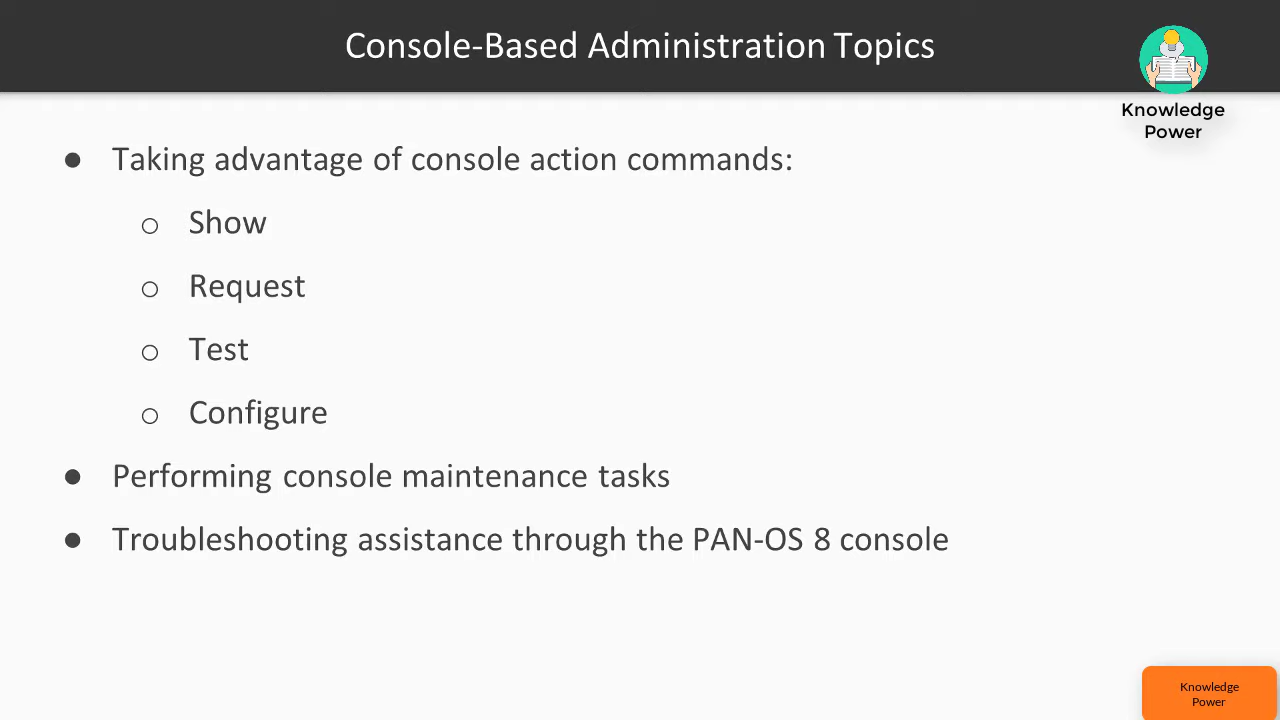 Console-Based Administration Topics
Knowledge
Power
● Taking advantage of console action commands:
○ Show
○ Request
○ Test
○ Configure
● Performing console maintenance tasks
● Troubleshooting assistance through the PAN-OS 8 console
Knowledge
Power